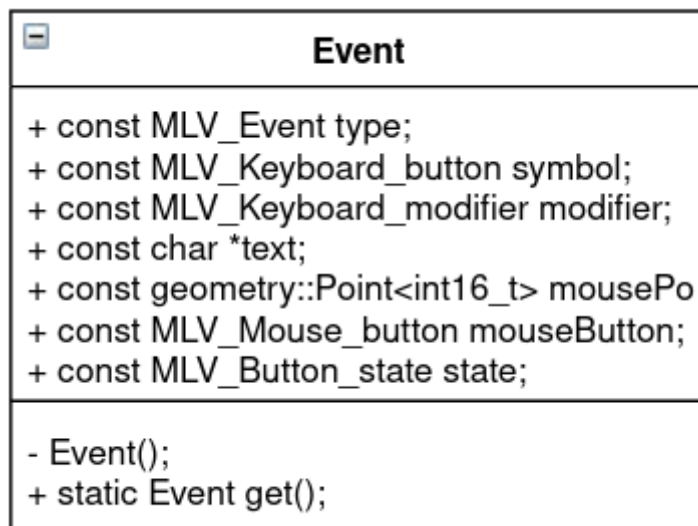 Event
+ const MLV_Event type;
+ const MLV_Keyboard_button symbol;
+ const MLV_Keyboard_modifier modifier;
+ const char *text;
+ const geometry::Point<int16_t> mousePo
+ const MLV_Mouse_button mouseButton;
+ const MLV_Button_state state;
- Event();
+ static Event get();